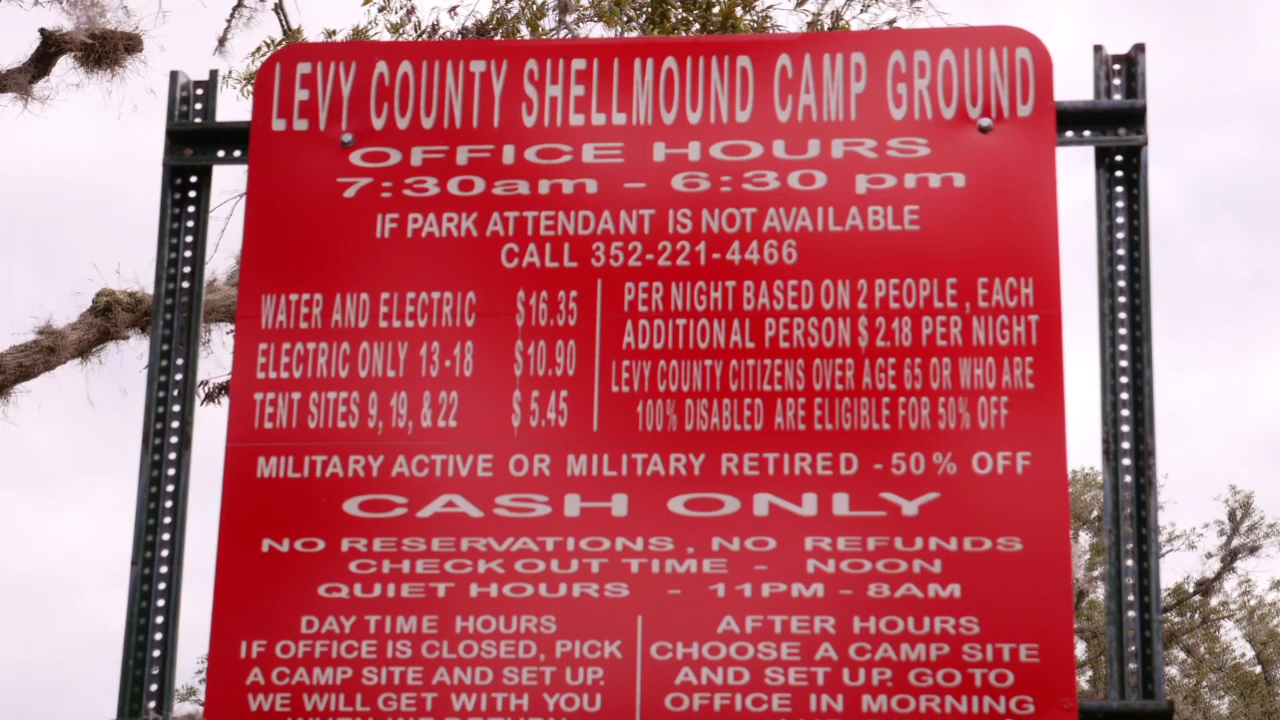 LEVY COUNTY SHELLMOUND CAMP GROUND
OFFICE HOURS
7:30am - 6:30 pm
IF PARK ATTENDANT IS NOT AVAILABLE
CALL 352-221-4466
WATER AND ELECTRIC $16.35
ELECTRIC ONLY 13-18 $10.90
TENT SITES 9, 19, & 22 $ 5.45
PER NIGHT BASED ON 2 PEOPLE , EACH
ADDITIONAL PERSON $ 2.18 PER NIGHT
LEVY COUNTY CITIZENS OVER AGE 65 OR WHO ARE
100% DISABLED ARE ELIGIBLE FOR 50% OFF
MILITARY ACTIVE OR MILITARY RETIRED - 50% OFF
CASH ONLY
NO RESERVATIONS, NO REFUNDS
CHECKOUT TIME - NOON
QUIET HOURS - 11PM - 8AM
DAY TIME HOURS
IF OFFICE IS CLOSED, PICK
A CAMP SITE AND SET UP.
WE WILL GET WITH YOU
WHEN WE RETURN
AFTER HOURS
CHOOSE A CAMP SITE
AND SET UP. GO TO
OFFICE IN MORNING